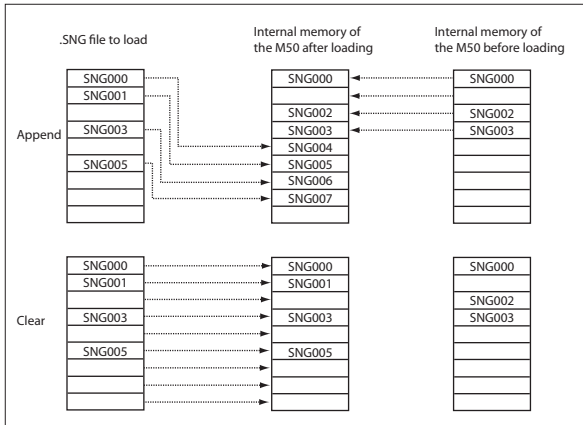 .SNG file to load
Internal memory of
the M50 after loading
Internal memory of
the M50 before loading
Append
SNG000
SNG001
SNG003
SNG005
SNG000
SNG002
SNG003
SNG004
SNG005
SNG006
SNG007
SNG000
SNG002
SNG003
Clear
SNG000
SNG001
SNG003
SNG005
SNG000
SNG001
SNG003
SNG005
SNG000
SNG002
SNG003